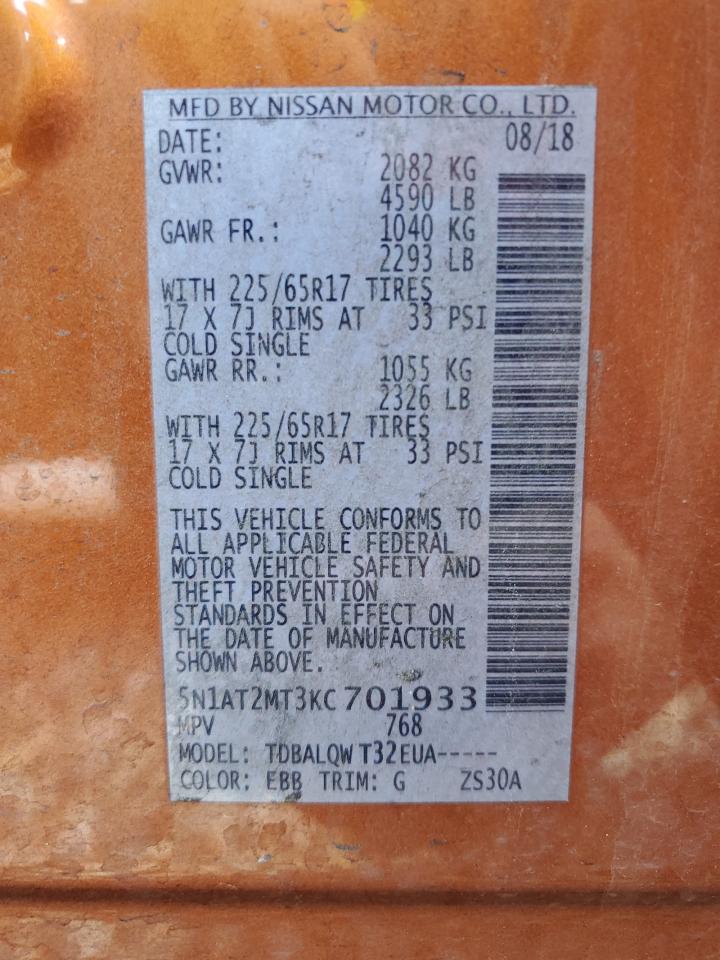 MFD BY NISSAN MOTOR CO., LTD.
DATE: 08/18
GVWR: 2082 KG
4590 LB
GAWR FR.: 1040 KG
2293 LB
WITH 225/65R17 TIRES
17 X 7J RIMS AT 33 PSI
COLD SINGLE
GAWR RR.: 1055 KG
2326 LB
WITH 225/65R17 TIRES
17 X 7J RIMS AT 33 PSI
COLD SINGLE
THIS VEHICLE CONFORMS TO
ALL APPLICABLE FEDERAL
MOTOR VEHICLE SAFETY AND
THEFT PREVENTION
STANDARDS IN EFFECT ON
THE DATE OF MANUFACTURE
SHOWN ABOVE.
5N1AT2MT3KC701933
MPV 768
MODEL: TDBALQW T32EUA-----
COLOR: EBB TRIM: G ZS30A